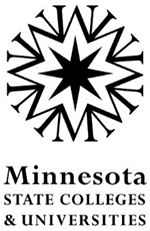 Minnesota
STATE COLLEGES
& UNIVERSITIES